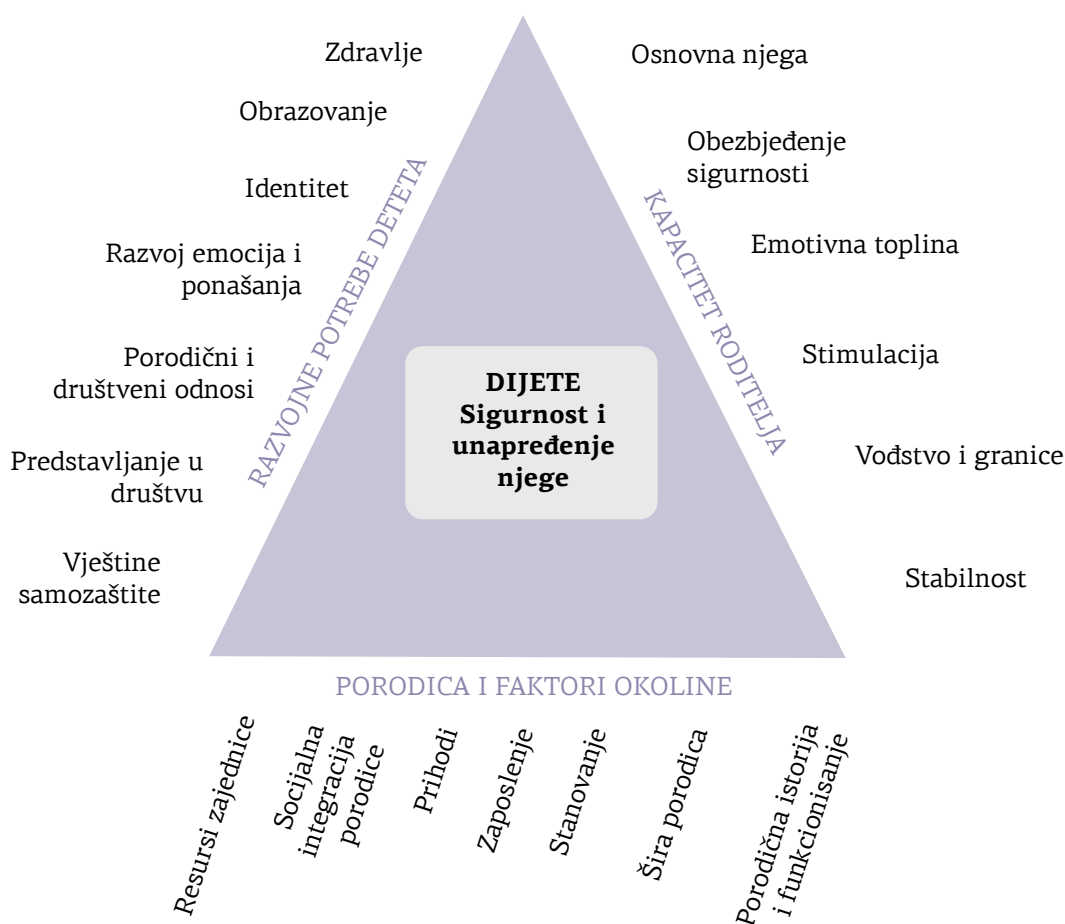 Zdravlje
Obrazovanje
Identitet
Razvoj emocija i
ponašanja
Porodični i
društveni odnosi
Predstavljanje u
društvu
Vještine
samozaštite
RAZVOJNE POTREBE DETETA
DIJETE
Sigurnost i
unapređenje
njege
KAPACITET RODITELJA
Osnovna njega
Obezbjeđenje
sigurnosti
Emotivna toplina
Stimulacija
Vođstvo i granice
Stabilnost
PORODICA I FAKTORI OKOLINE
Resursi zajednice
Socijalna
integracija
porodice
Prihodi
Zaposlenje
Stanovanje
Šira porodica
Porodična istorija
i funkcionisanje